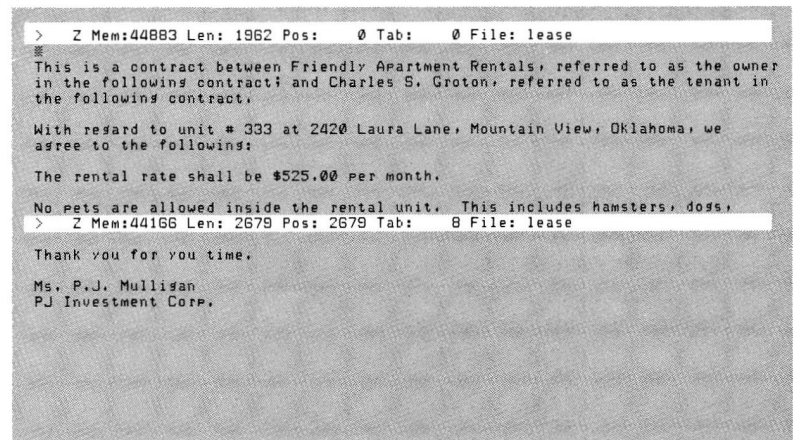 >   Z Mem:44883 Len: 1962 Pos:    0 Tab:    0 File: lease
This is a contract between Friendly Apartment Rentals, referred to as the owner
in the following contract; and Charles S. Groton, referred to as the tenant in
the following contract.
With regard to unit # 333 at 2420 Laura Lane, Mountain View, Oklahoma, we
agree to the following:
The rental rate shall be $525.00 per month.
No pets are allowed inside the rental unit.  This includes hamsters, dogs,
>   Z Mem:44166 Len: 2679 Pos: 2679 Tab:    8 File: lease
Thank you for you time.
Ms. P.J. Mulligan
PJ Investment Corp.